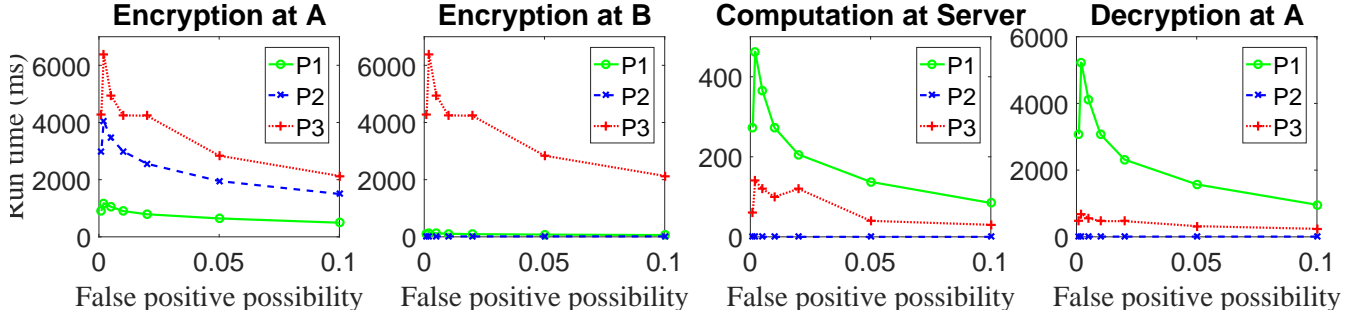 Encryption at A
Run time (ms)
6000
4000
2000
0
0
0.05
0.1
False positive possibility
P1
P2
P3
Encryption at B
6000
4000
2000
0
0
0.05
0.1
False positive possibility
P1
P2
P3
Computation at Server
400
200
0
0
0.05
0.1
False positive possibility
P1
P2
P3
Decryption at A
6000
4000
2000
0
0
0.05
0.1
False positive possibility
P1
P2
P3